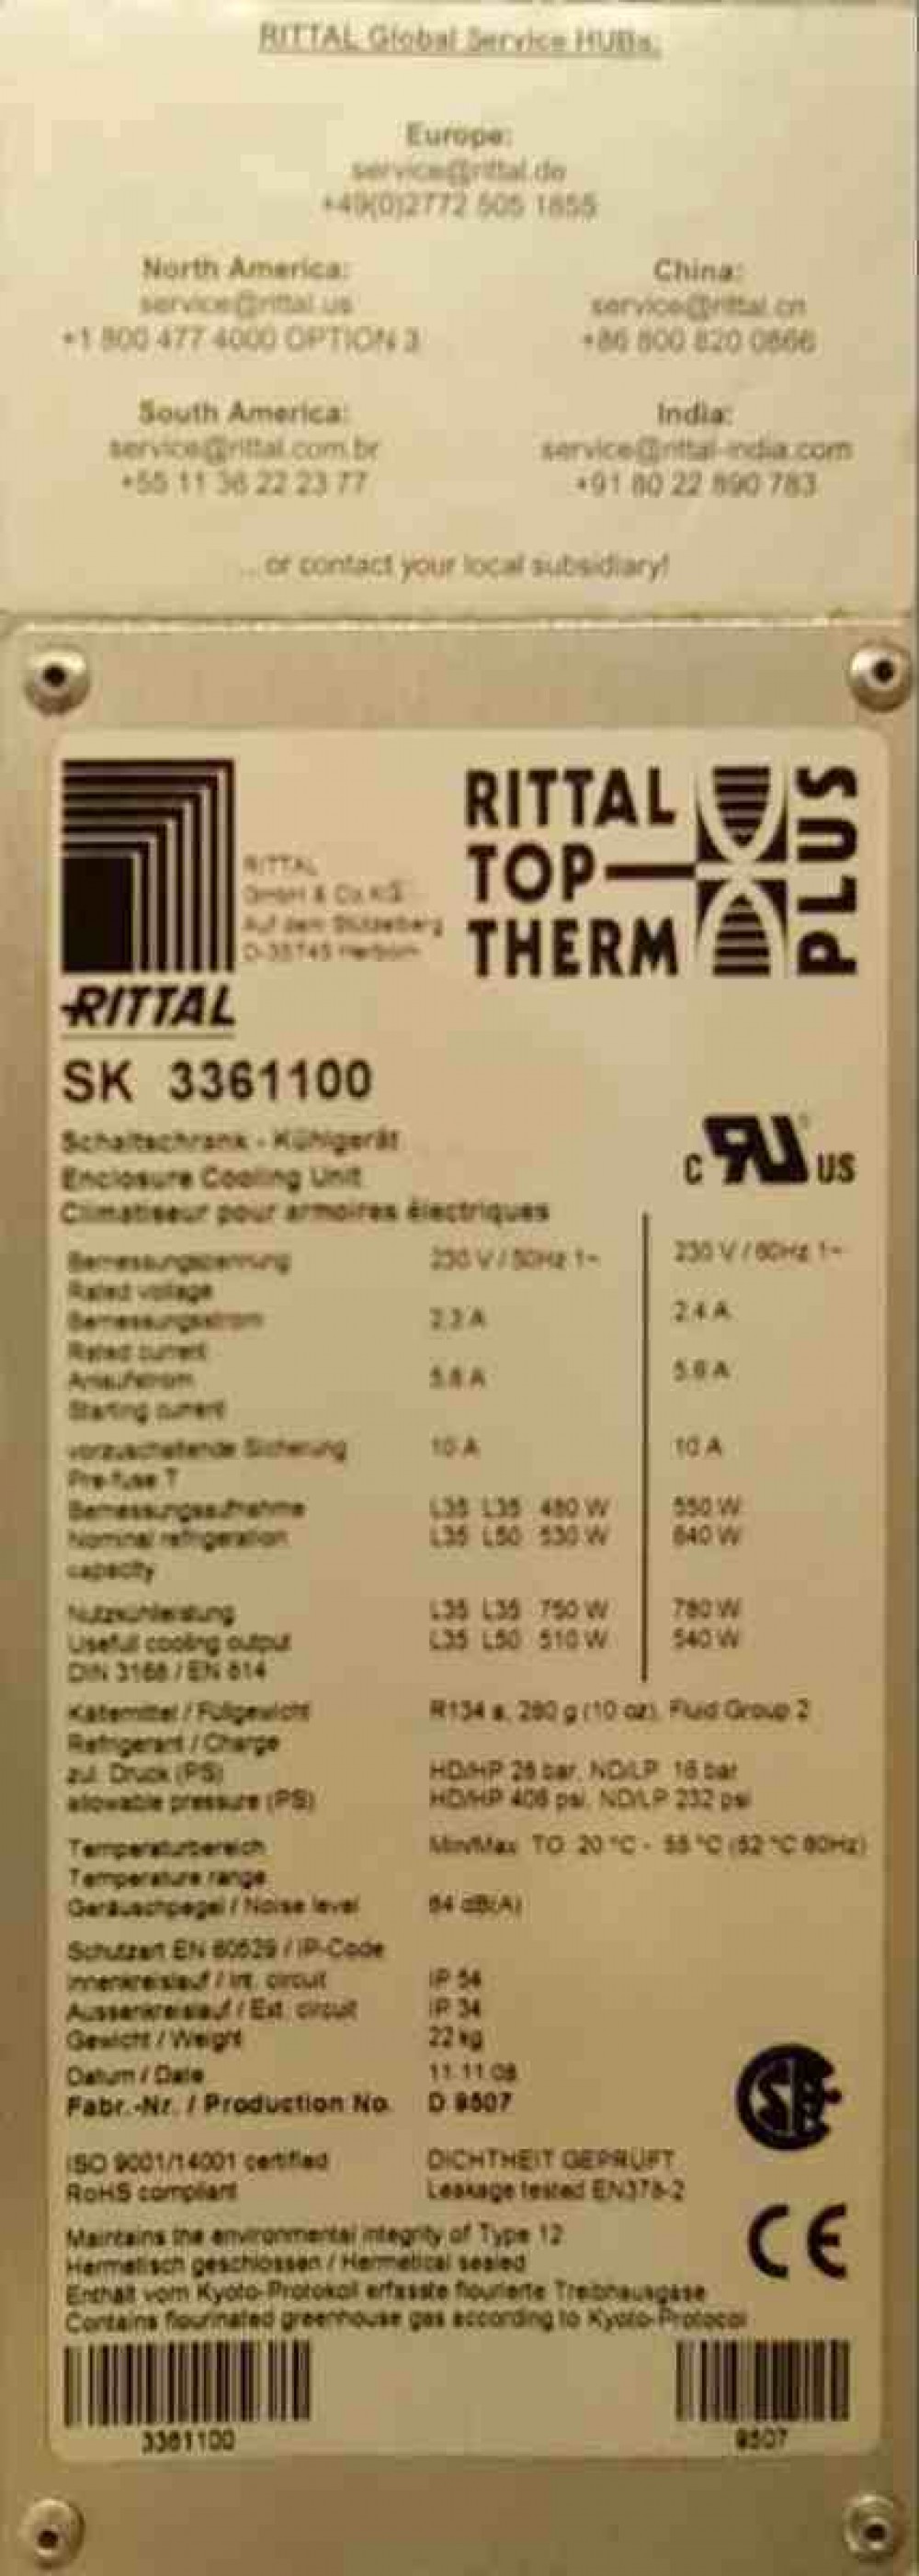 RITTAL Global Service HUBs:
Europe:
service@rittal.de
+49(0)2772 505 1855
North America:
service@rittal.us
+1 800 477 4000 OPTION 3
China:
service@rittal.cn
+86 800 820 0866
South America:
service@rittal.com.br
+55 11 36 22 23 77
India:
service@rittal-india.com
+91 80 22 890 783
...or contact your local subsidiary!
RITTAL
RITTAL
GmbH & Co. KG
Auf dem Stützelberg
D-35745 Herborn
RITTAL
TOP
THERM
PLUS
SK 3361100
Schaltschrank - Kühlgerät
Enclosure Cooling Unit
Climatiseur pour armoires électriques
C RU US
Bemessungspannung 230 V / 50Hz 1~ 230 V / 60Hz 1~
Rated voltage
Bemessungsstrom 2.4 A
Rated current
Anlaufstrom
Starting current
vorzuschaltende Sicherung 10 A 10 A
Pre-fuse T
Bemessungsaufnahme L35 L35 480 W 550 W
Nominal refrigeration L35 L50 530 W 640 W
capacity
Nutzkühlleistung L35 L35 750 W 780 W
Usefull cooling output L35 L50 510 W 540 W
DIN 3168 / EN 814
Kältemittel / Füllgewicht R134 a, 280 g (10 oz), Fluid Group 2
Refrigerant / Charge
zul. Druck (PS) HD/HP 28 bar, ND/LP 16 bar
allowable pressure (PS) HD/HP 406 psi, ND/LP 232 psi
Temperaturbereich Min/Max TO 20 °C - 55 °C (52 °C 60Hz)
Temperature range
Geräuschpegel / Noise level 64 dB(A)
Schutzart EN 60529 / IP-Code
Innenkreislauf / Int. circuit IP 54
Aussenkreislauf / Ext. circuit IP 34
Gewicht / Weight 22 kg
Datum / Date 11.11.08
Fabr.-Nr. / Production No. D 9507
ISO 9001/14001 certified DICHTHEIT GEPRÜFT
RoHS compliant Leakage tested EN378-2
Maintains the environmental integrity of Type 12
Hermetisch geschlossen / Hermetical sealed
Enthält vom Kyoto-Protokoll erfasste flourierte Treibhausgase
Contains flourinated greenhouse gas according to Kyoto-Protocol
CE
3361100 9507